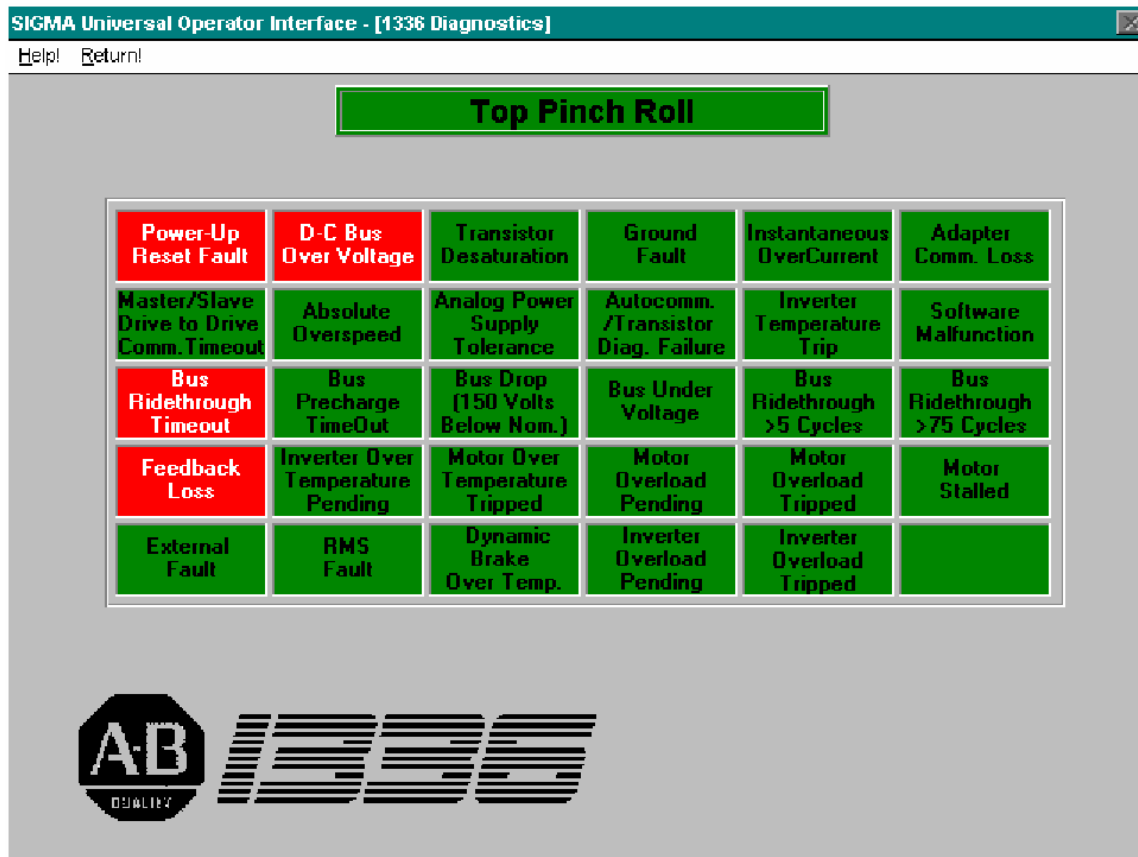 SIGMA Universal Operator Interface - [1336 Diagnostics]
Help! Return!
Top Pinch Roll
Power-Up
Reset Fault
D-C Bus
Over Voltage
Transistor
Desaturation
Ground
Fault
Instantaneous
OverCurrent
Adapter
Comm. Loss
Master/Slave
Drive to Drive
Comm.Timeout
Absolute
Overspeed
Analog Power
Supply
Tolerance
Autocomm.
/Transistor
Diag. Failure
Inverter
Temperature
Trip
Software
Malfunction
Bus
Ridethrough
Timeout
Bus
Precharge
TimeOut
Bus Drop
(150 Volts
Below Nom.)
Bus Under
Voltage
Bus
Ridethrough
>5 Cycles
Bus
Ridethrough
>75 Cycles
Feedback
Loss
Inverter Over
Temperature
Pending
Motor Over
Temperature
Tripped
Motor
Overload
Pending
Motor
Overload
Tripped
Motor
Stalled
External
Fault
RMS
Fault
Dynamic
Brake
Over Temp.
Inverter
Overload
Pending
Inverter
Overload
Tripped
A-B
QUALITY
1336